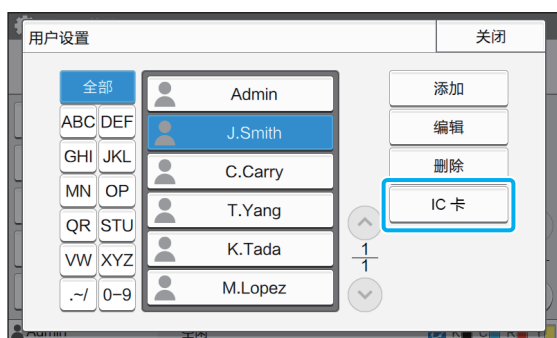 用户设置
关闭
全部
ABC DEF
GHI JKL
MN OP
QR STU
VW XYZ
.~/ 0-9
Admin
J.Smith
C.Carry
T.Yang
K.Tada
M.Lopez
1
1
添加
编辑
删除
IC 卡